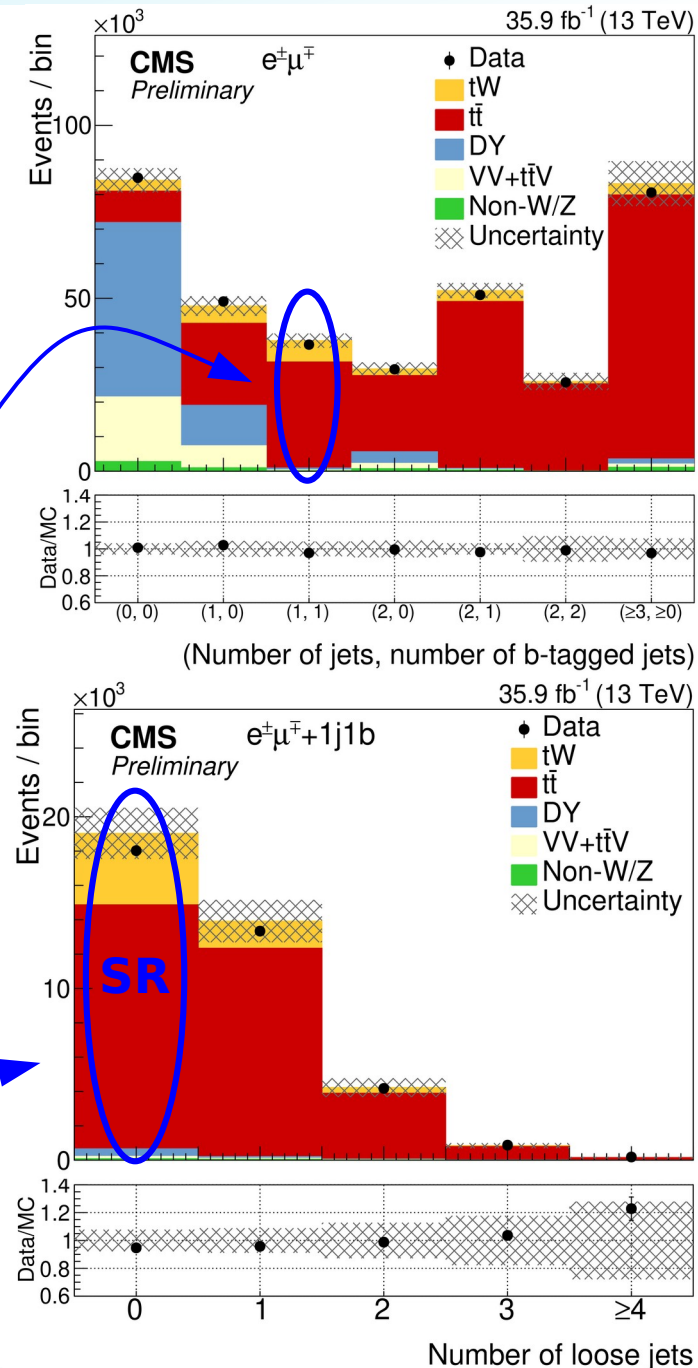 ×10³ 35.9 fb⁻¹ (13 TeV)
Events / bin
CMS e±μ∓
Preliminary
Data
tW
tt̄
DY
VV+tt̄V
Non-W/Z
Uncertainty
100
50
0
Data/MC
1.4
1.2
1
0.8
0.6
(0, 0) (1, 0) (1, 1) (2, 0) (2, 1) (2, 2) (≥3, ≥0)
(Number of jets, number of b-tagged jets)
×10³ 35.9 fb⁻¹ (13 TeV)
Events / bin
CMS e±μ∓+1j1b
Preliminary
Data
tW
tt̄
DY
VV+tt̄V
Non-W/Z
Uncertainty
20
10
0
SR
Data/MC
1.4
1.2
1
0.8
0.6
0 1 2 3 ≥4
Number of loose jets